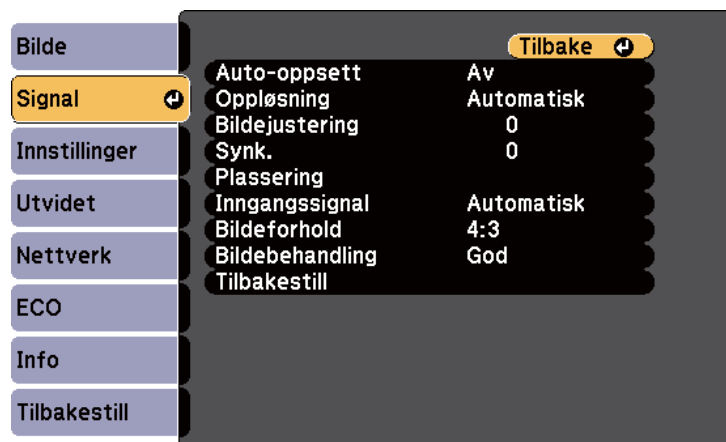 Bilde
Signal
Innstillinger
Utvidet
Nettverk
ECO
Info
Tilbakestill
Tilbake
Auto-oppsett Av
Oppløsning Automatisk
Bildejustering 0
Synk. 0
Plassering
Inngangssignal Automatisk
Bildeforhold 4:3
Bildebehandling God
Tilbakestill